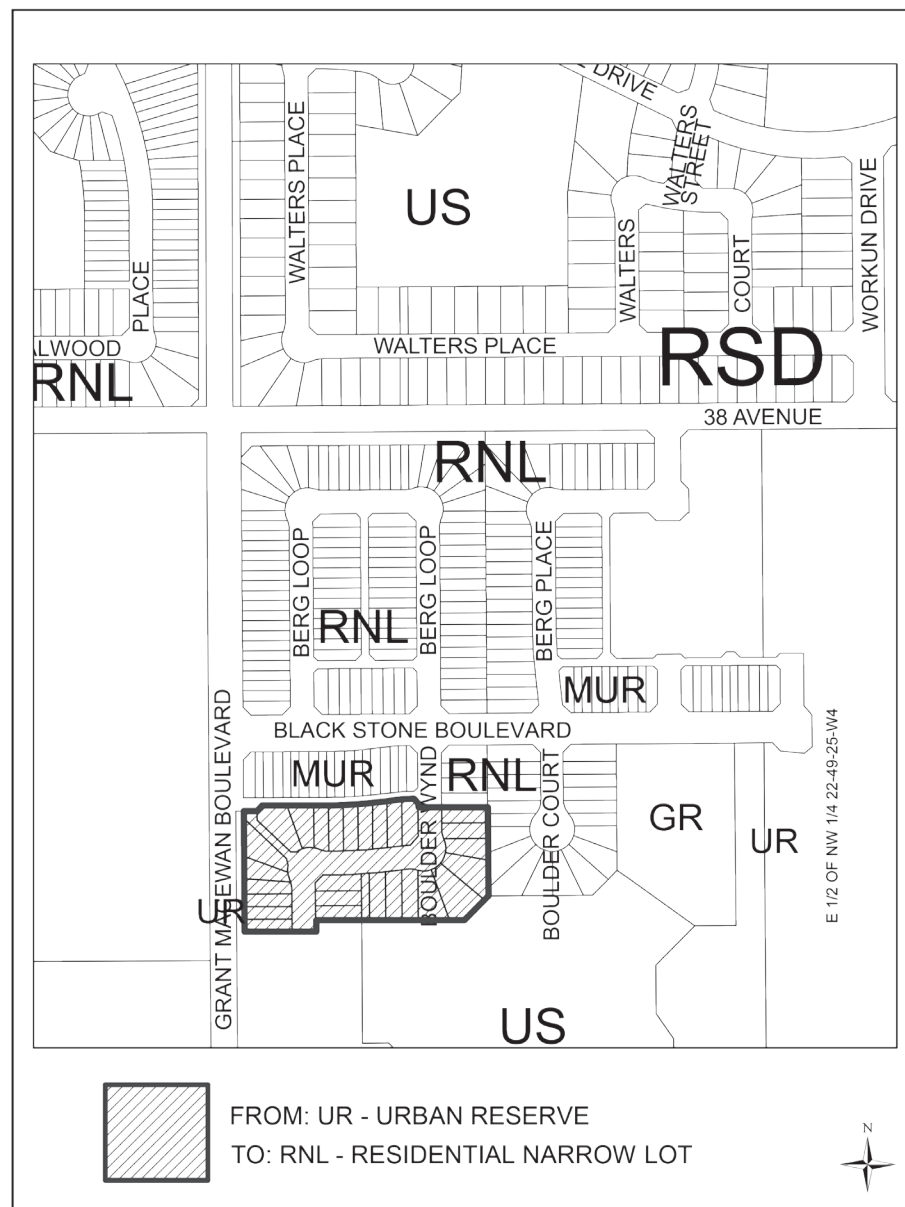 DRIVE
WALTERS
STREET
WALTERS PLACE
WORKUN DRIVE
US
WALTERS
COURT
PLACE
ALWOOD
WALTERS PLACE
RSD
RNL
38 AVENUE
RNL
BERG LOOP
BERG LOOP
BERG PLACE
RNL
MUR
BLACK STONE BOULEVARD
MUR
RNL
GRANT MACEWAN BOULEVARD
BOULDER WYND
BOULDER COURT
GR
UR
E 1/2 OF NW 1/4 22-49-25-W4
UR
US
FROM: UR - URBAN RESERVE
TO: RNL - RESIDENTIAL NARROW LOT
N